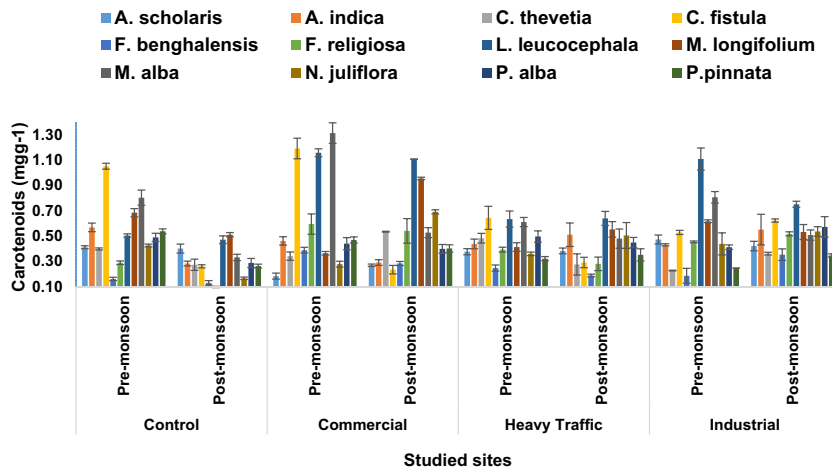 A. scholaris A. indica C. thevetia C. fistula
F. benghalensis F. religiosa L. leucocephala M. longifolium
M. alba N. juliflora P. alba P.pinnata
Carotenoids (mgg-1)
1.30
1.10
0.90
0.70
0.50
0.30
0.10
Pre-monsoon Post-monsoon Pre-monsoon Post-monsoon Pre-monsoon Post-monsoon Pre-monsoon Post-monsoon
Control Commercial Heavy Traffic Industrial
Studied sites